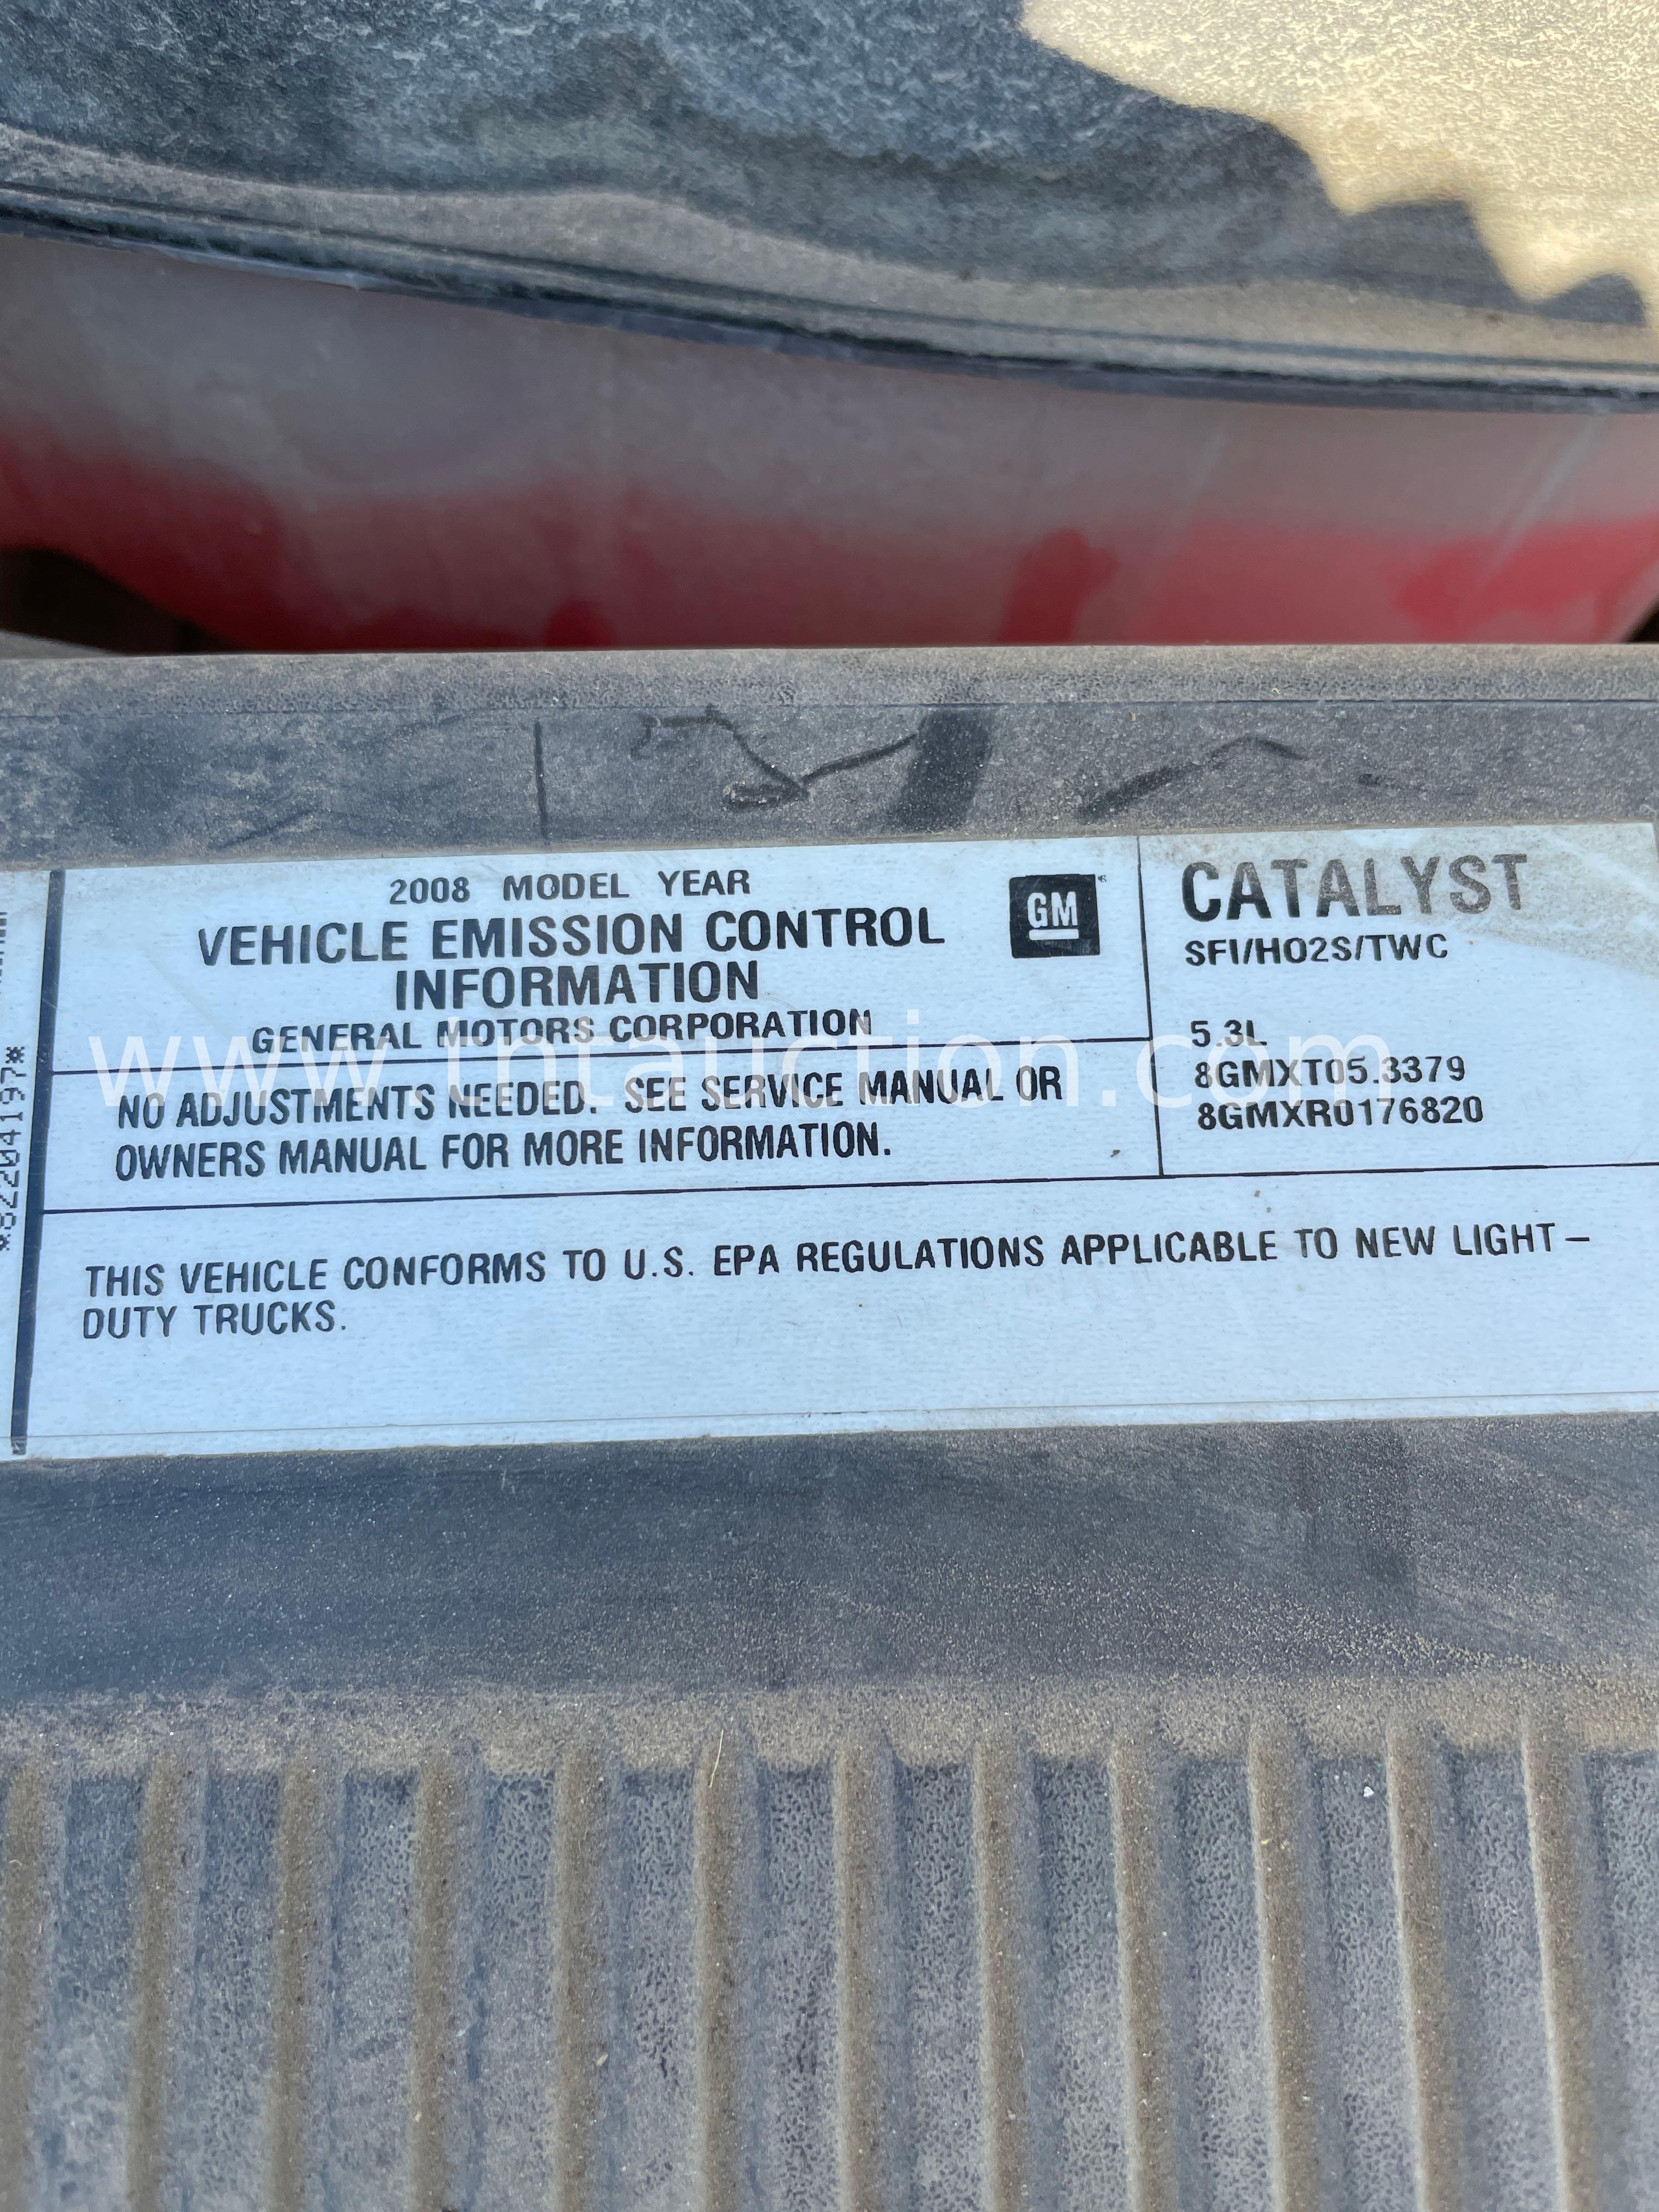 2008 MODEL YEAR
VEHICLE EMISSION CONTROL
INFORMATION
GENERAL MOTORS CORPORATION
GM
NO ADJUSTMENTS NEEDED. SEE SERVICE MANUAL OR
OWNERS MANUAL FOR MORE INFORMATION.
CATALYST
SFI/HO2S/TWC
5.3L
8GMXT05.3379
8GMXR0176820
THIS VEHICLE CONFORMS TO U.S. EPA REGULATIONS APPLICABLE TO NEW LIGHT–
DUTY TRUCKS.
*82204197*
www.tntauction.com